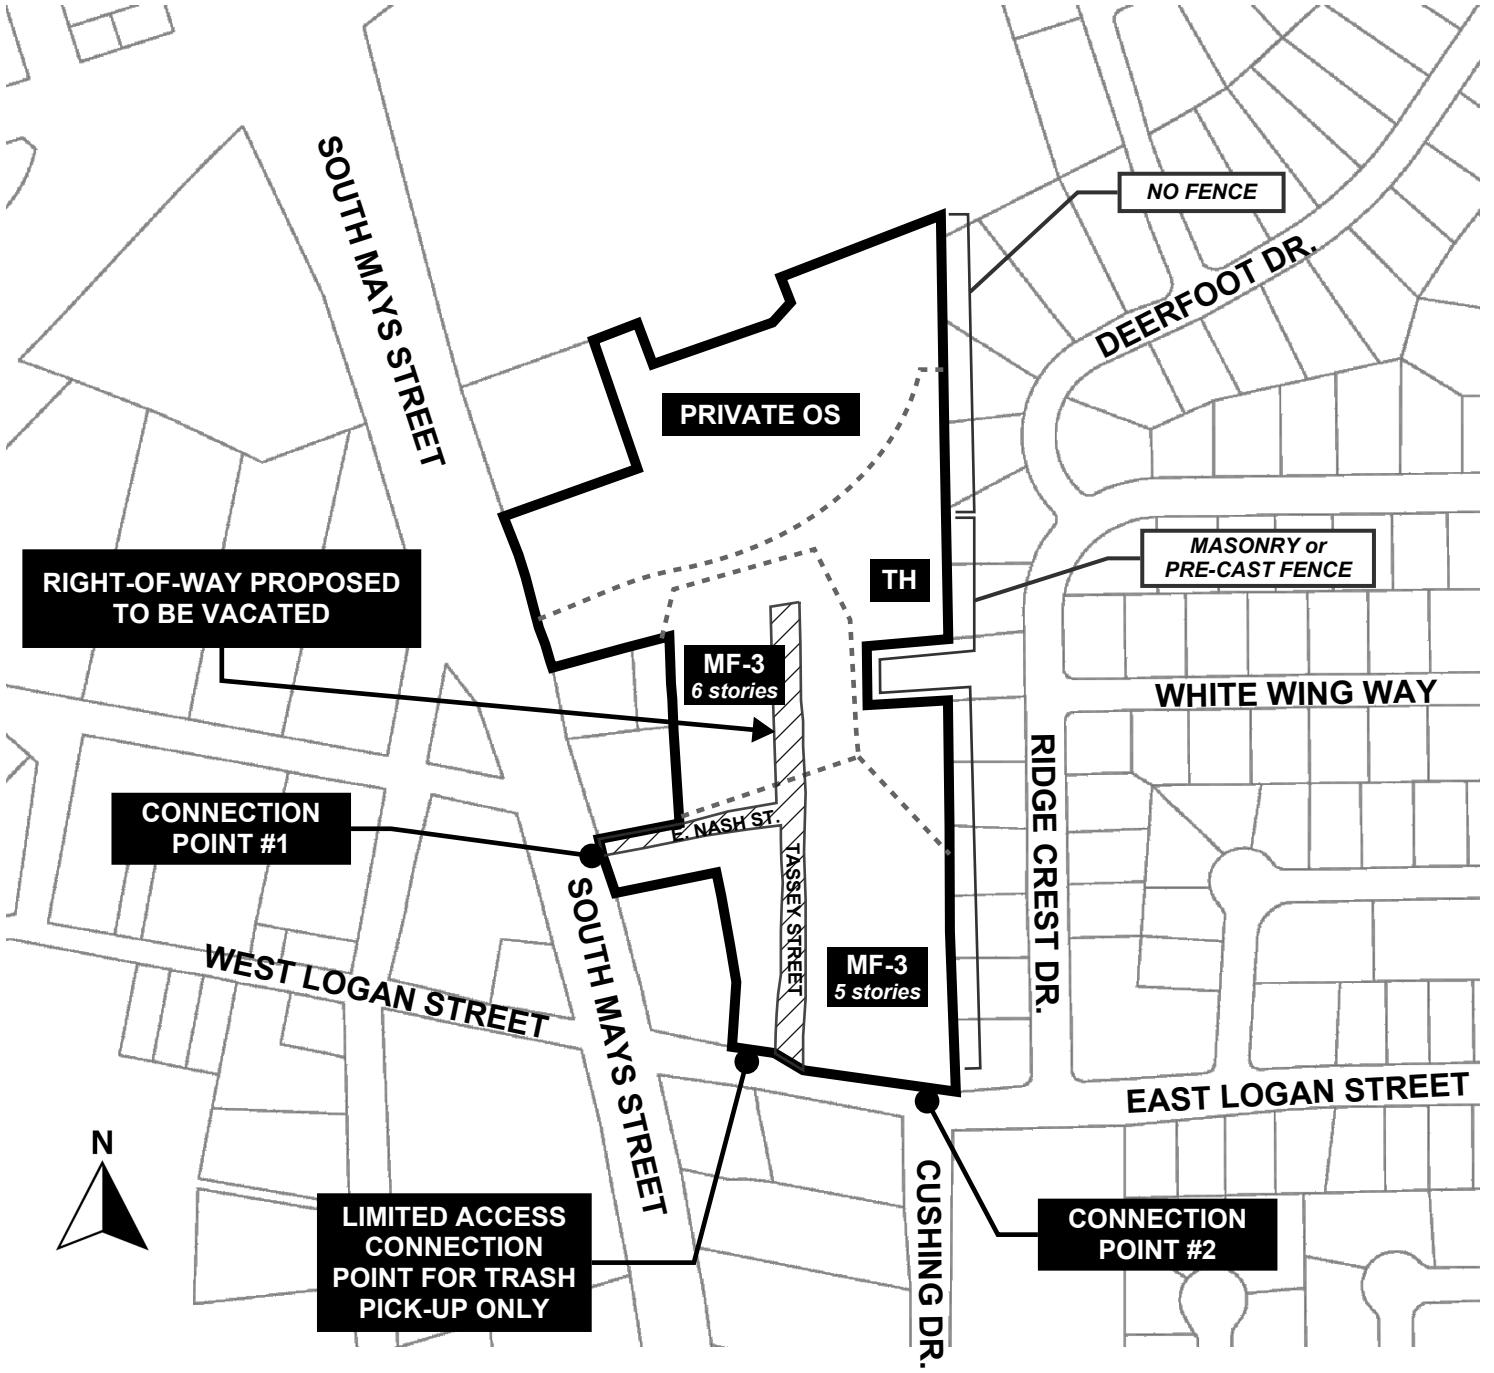 SOUTH MAYS STREET
NO FENCE
DEERFOOT DR.
PRIVATE OS
MASONRY or
PRE-CAST FENCE
RIGHT-OF-WAY PROPOSED
TO BE VACATED
TH
MF-3
6 stories
WHITE WING WAY
CONNECTION
POINT #1
E. NASH ST.
TASSEY STREET
RIDGE CREST DR.
WEST LOGAN STREET
SOUTH MAYS STREET
MF-3
5 stories
EAST LOGAN STREET
N
LIMITED ACCESS
CONNECTION
POINT FOR TRASH
PICK-UP ONLY
CUSHING DR.
CONNECTION
POINT #2